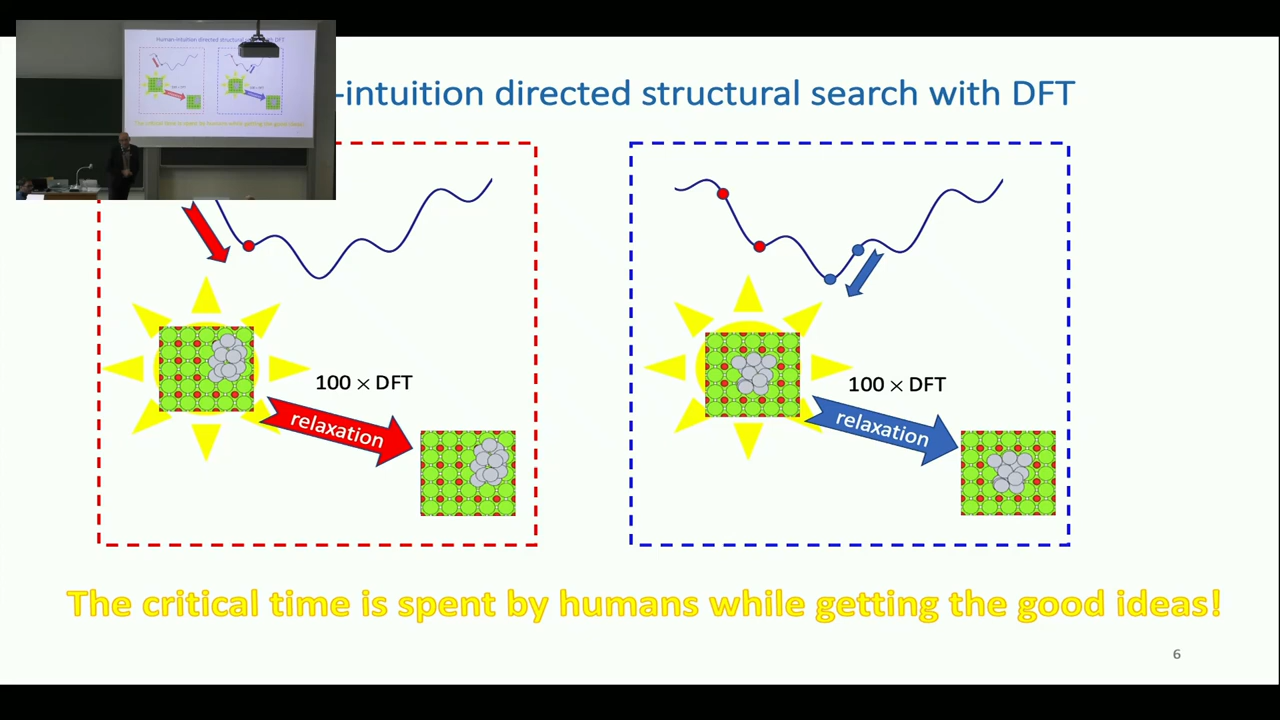 -intuition directed structural search with DFT
100 × DFT
relaxation
100 × DFT
relaxation
The critical time is spent by humans while getting the good ideas!
6